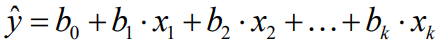 ŷ = b₀ + b₁ · x₁ + b₂ · x₂ + … + bₖ · xₖ